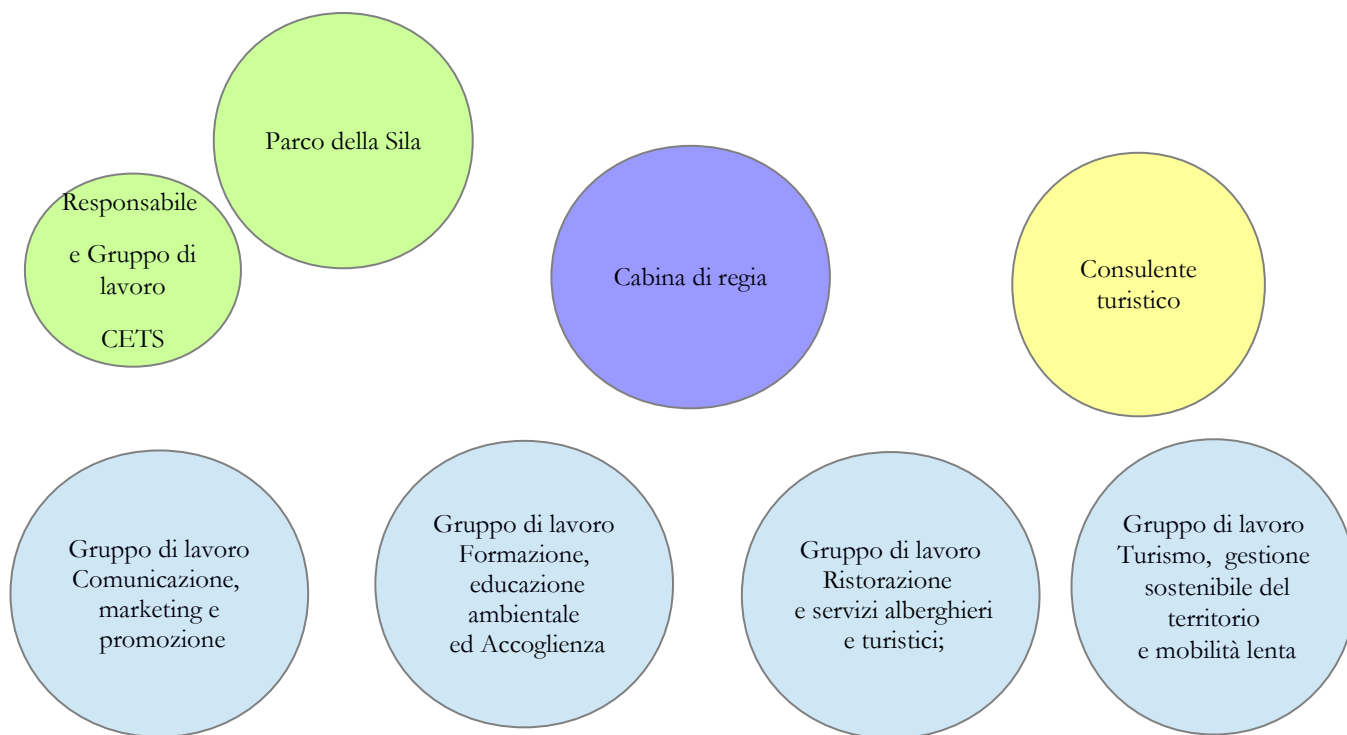 Parco della Sila
Responsabile
e Gruppo di
lavoro
CETS
Cabina di regia
Consulente
turistico
Gruppo di lavoro
Comunicazione,
marketing e
promozione
Gruppo di lavoro
Formazione,
educazione
ambientale
ed Accoglienza
Gruppo di lavoro
Ristorazione
e servizi alberghieri
e turistici;
Gruppo di lavoro
Turismo, gestione
sostenibile del
territorio
e mobilità lenta